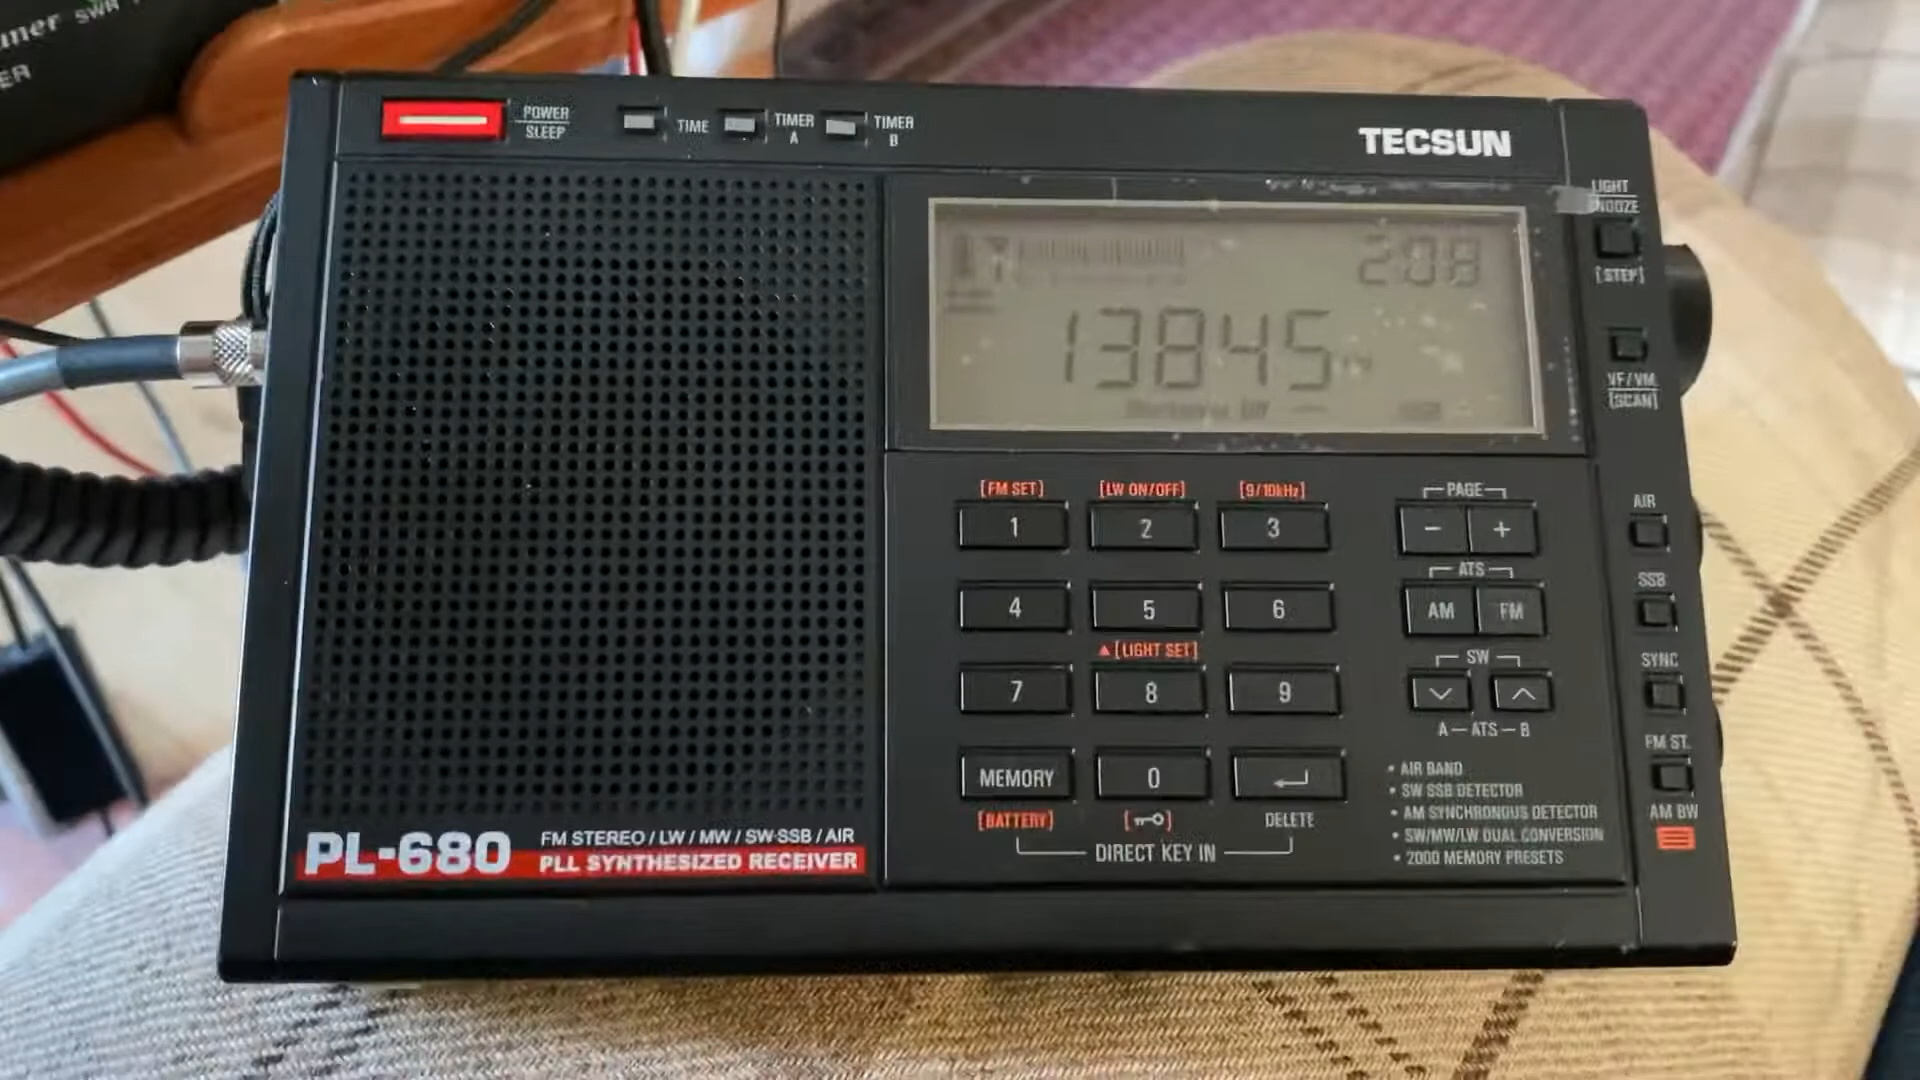 uner SWR
ER
POWER
SLEEP
TIME
TIMER
A
TIMER
B
TECSUN
LIGHT
SNOOZE
[STEP]
2:09
13845
VF/VM
[SCAN]
[FM SET] [LW ON/OFF] [9/10kHz] PAGE
1 2 3 - +
AIR
ATS
4 5 6 AM FM
SSB
▲[LIGHT SET] SW
7 8 9
SYNC
A—ATS—B
FM ST.
MEMORY 0
[BATTERY] DELETE
DIRECT KEY IN
• AIR BAND
• SW SSB DETECTOR
• AM SYNCHRONOUS DETECTOR
• SW/MW/LW DUAL CONVERSION
• 2000 MEMORY PRESETS
AM BW
PL-680
FM STEREO / LW / MW / SW-SSB / AIR
PLL SYNTHESIZED RECEIVER